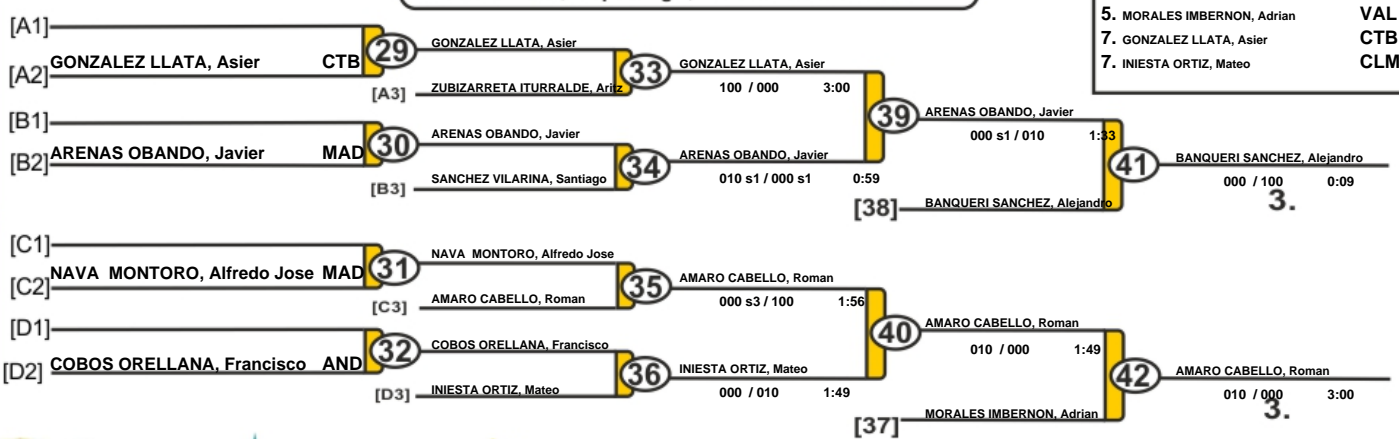 5. MORALES IMBERNON, Adrian VAL
7. GONZALEZ LLATA, Asier CTB
7. INIESTA ORTIZ, Mateo CLM
[A1]
[A2] GONZALEZ LLATA, Asier CTB
29
GONZALEZ LLATA, Asier
[A3] ZUBIZARRETA ITURRALDE, Aritz
33
GONZALEZ LLATA, Asier
100 / 000 3:00
[B1]
[B2] ARENAS OBANDO, Javier MAD
30
ARENAS OBANDO, Javier
[B3] SANCHEZ VILARINA, Santiago
34
ARENAS OBANDO, Javier
010 s1 / 000 s1 0:59
39
ARENAS OBANDO, Javier
000 s1 / 010 1:33
[38] BANQUERI SANCHEZ, Alejandro
41
BANQUERI SANCHEZ, Alejandro
000 / 100 0:09
3.
[C1]
[C2] NAVA MONTORO, Alfredo Jose MAD
31
NAVA MONTORO, Alfredo Jose
[C3] AMARO CABELLO, Roman
35
AMARO CABELLO, Roman
000 s3 / 100 1:56
[D1]
[D2] COBOS ORELLANA, Francisco AND
32
COBOS ORELLANA, Francisco
[D3] INIESTA ORTIZ, Mateo
36
INIESTA ORTIZ, Mateo
000 / 010 1:49
40
AMARO CABELLO, Roman
010 / 000 1:49
[37] MORALES IMBERNON, Adrian
42
AMARO CABELLO, Roman
010 / 000 3:00
3.